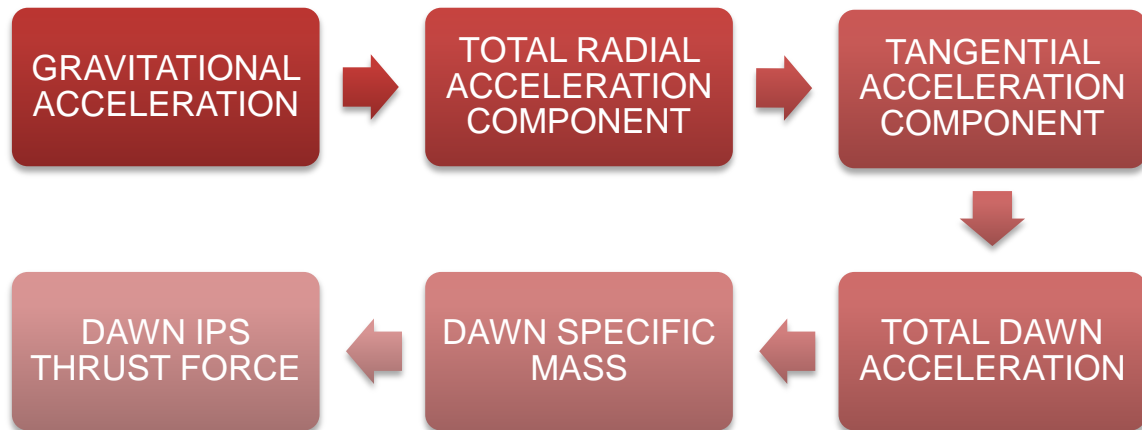 GRAVITATIONAL
ACCELERATION
TOTAL RADIAL
ACCELERATION
COMPONENT
TANGENTIAL
ACCELERATION
COMPONENT
TOTAL DAWN
ACCELERATION
DAWN SPECIFIC
MASS
DAWN IPS
THRUST FORCE